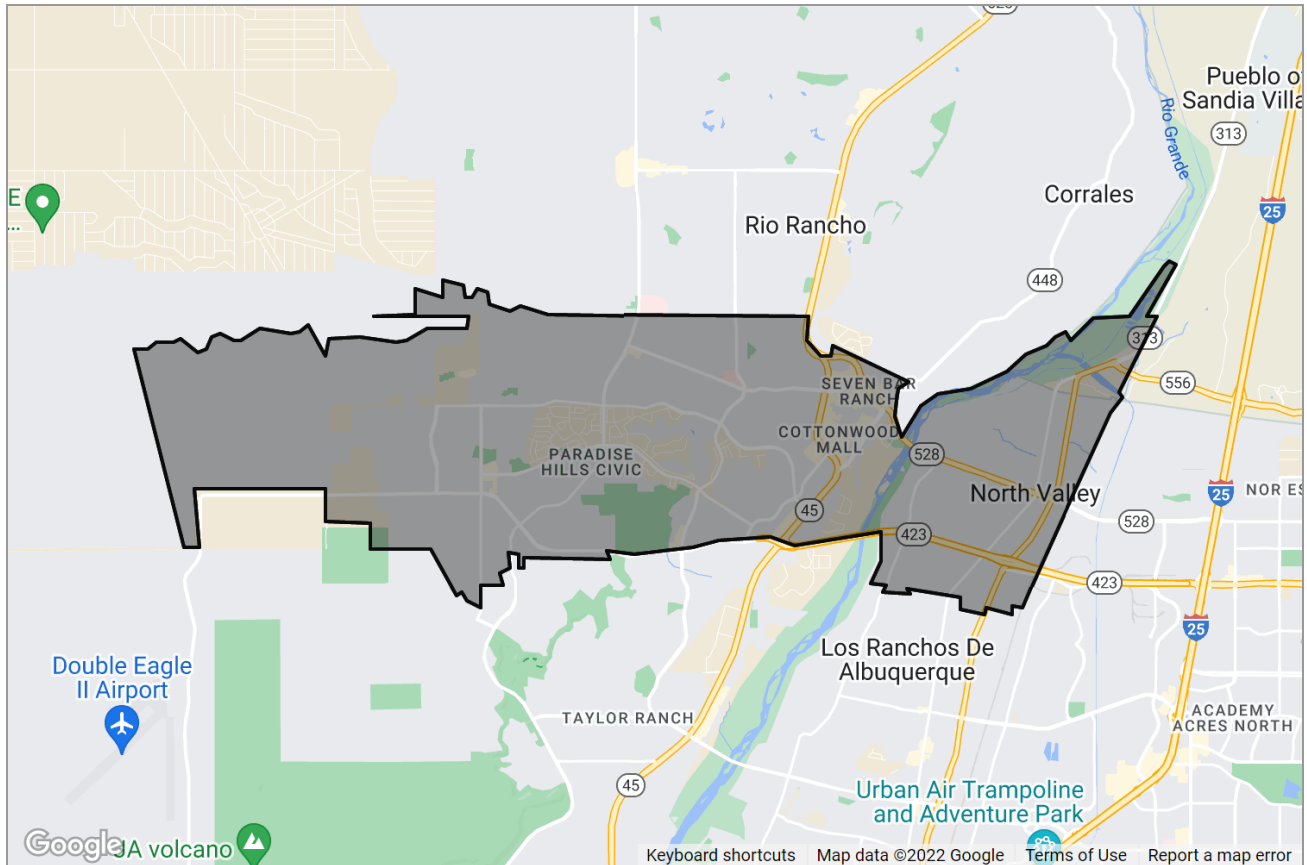 528
Pueblo o
Sandia Villa
Rio Grande
313
E
...
Corrales
25
Rio Rancho
448
313
556
SEVEN BAR
RANCH
COTTONWOOD
MALL
PARADISE
HILLS CIVIC
528
North Valley
25
NOR ES
45
528
423
423
25
Los Ranchos De
Albuquerque
Double Eagle
II Airport
TAYLOR RANCH
ACADEMY
ACRES NORTH
45
Urban Air Trampoline
and Adventure Park
Google
JA volcano
Keyboard shortcuts
Map data ©2022 Google
Terms of Use
Report a map error